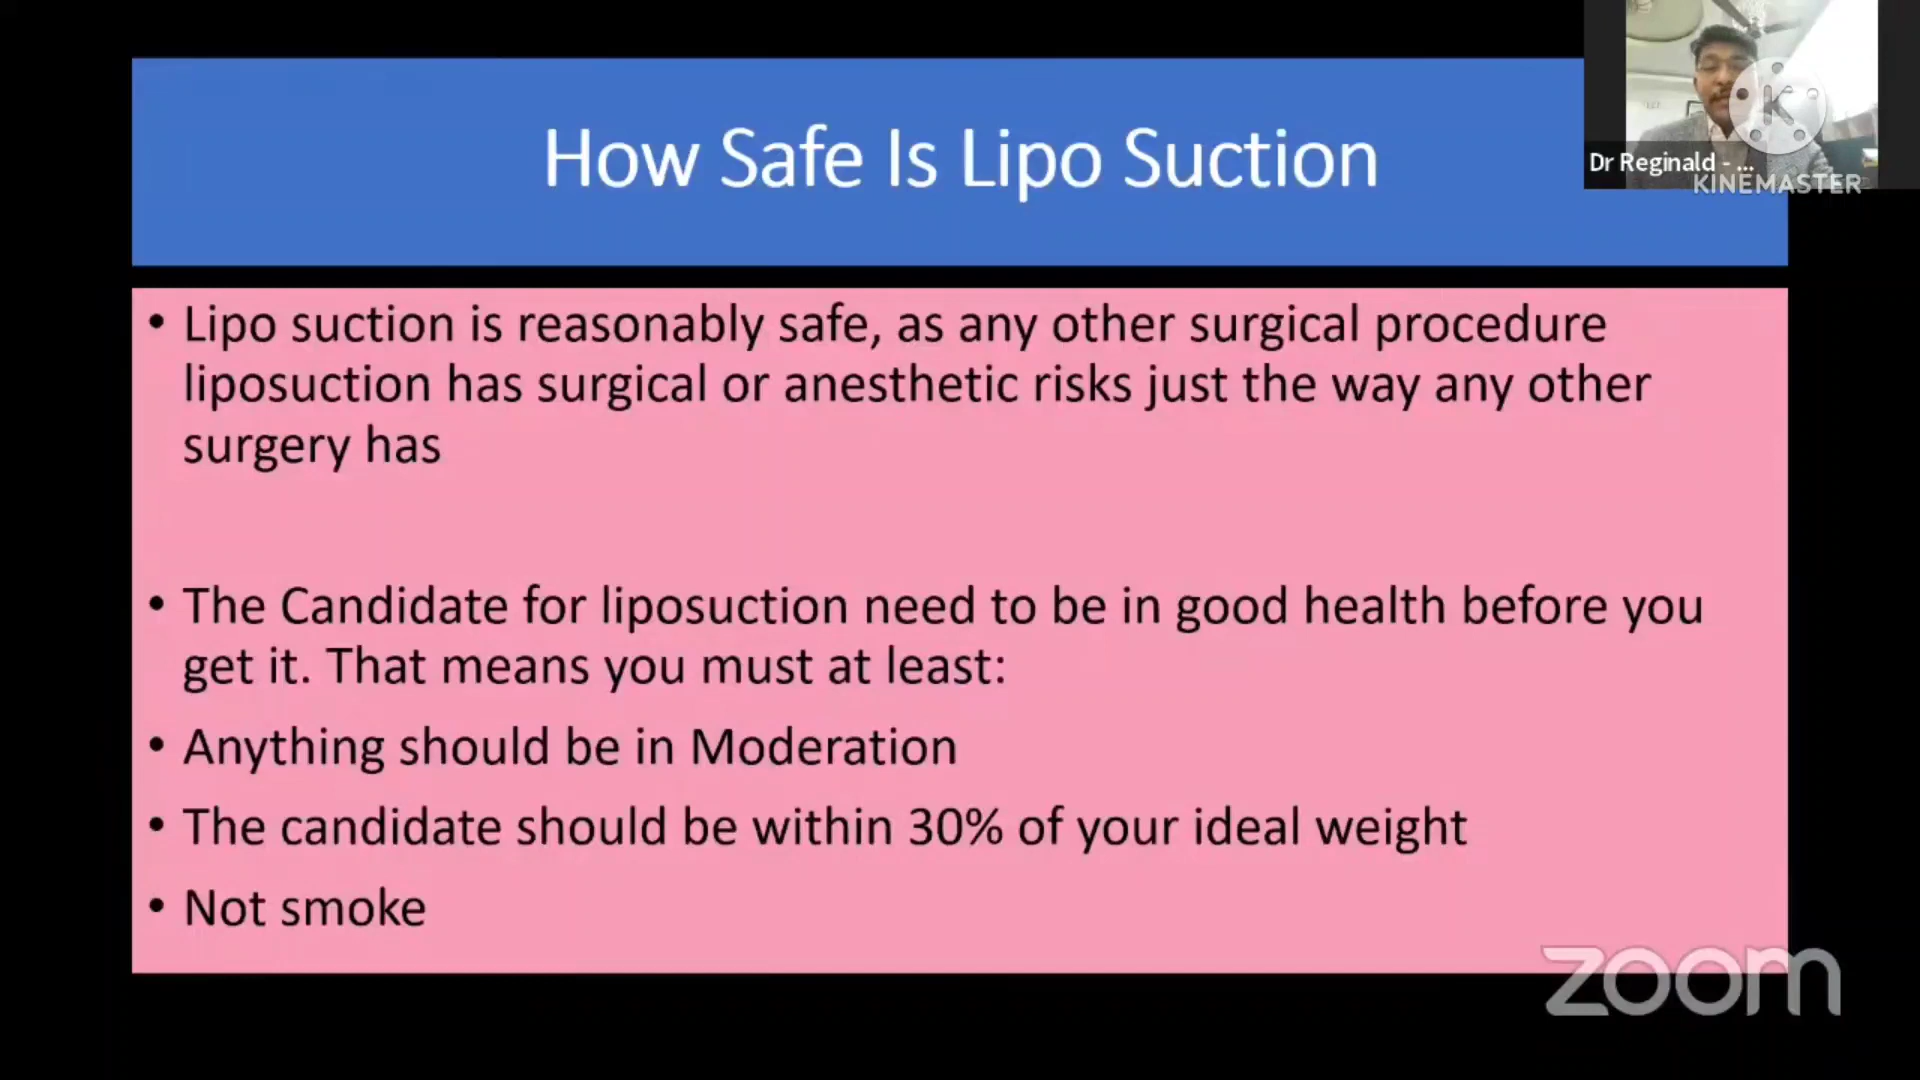 How Safe Is Lipo Suction
Dr Reginald - ...
K
KINEMASTER
• Lipo suction is reasonably safe, as any other surgical procedure
liposuction has surgical or anesthetic risks just the way any other
surgery has
• The Candidate for liposuction need to be in good health before you
get it. That means you must at least:
• Anything should be in Moderation
• The candidate should be within 30% of your ideal weight
• Not smoke
zoom